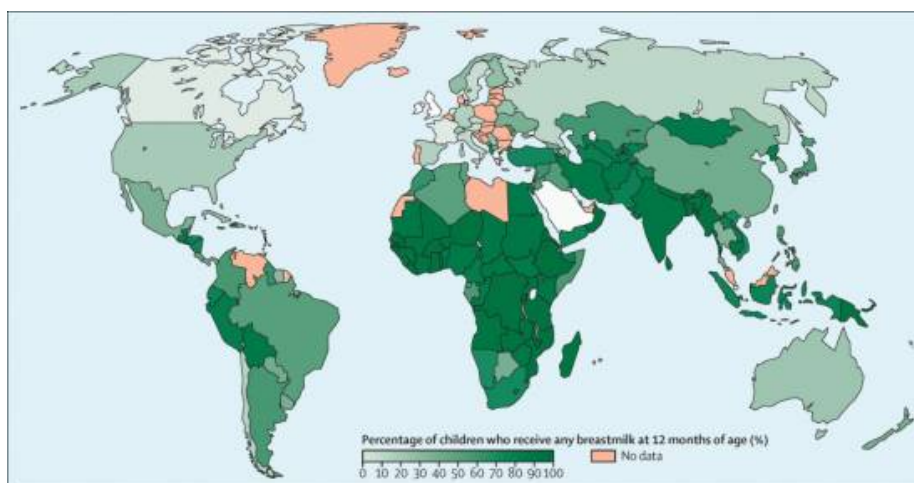 Percentage of children who receive any breastmilk at 12 months of age (%)
No data
0 10 20 30 40 50 60 70 80 90 100